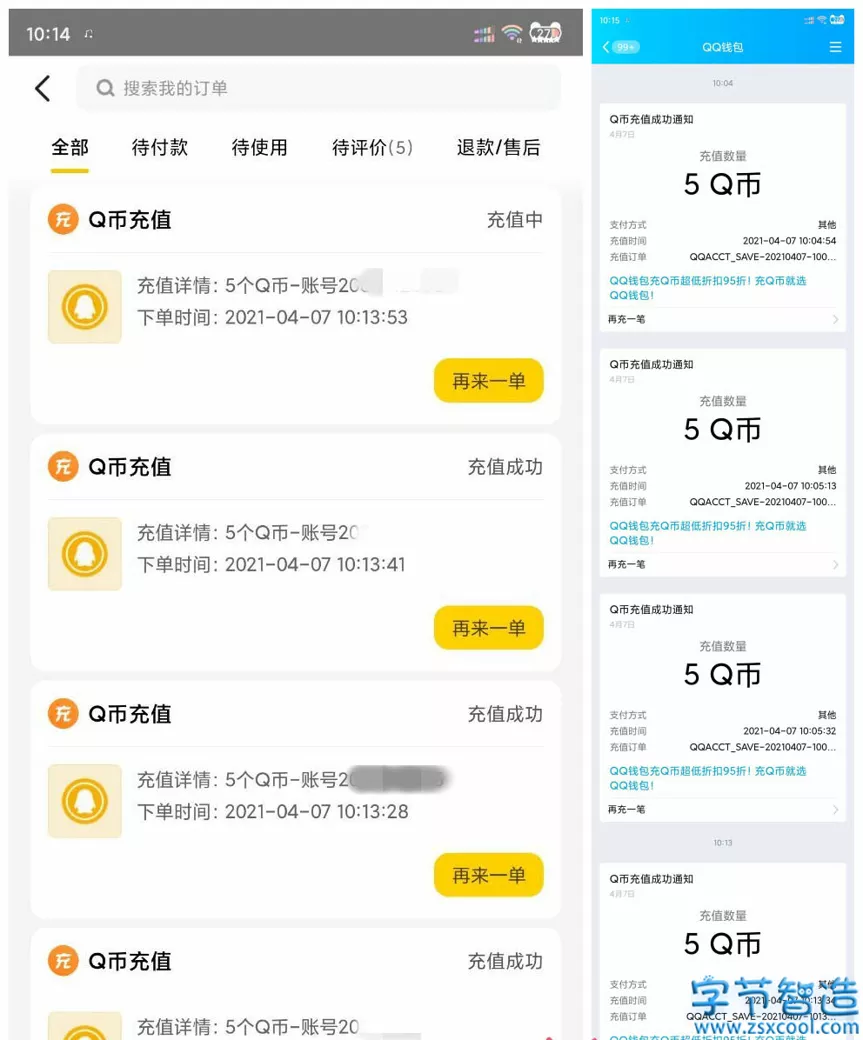 10:14
27
搜索我的订单
全部 待付款 待使用 待评价(5) 退款/售后
充 Q币充值 充值中
充值详情: 5个Q币-账号20
下单时间: 2021-04-07 10:13:53
再来一单
充 Q币充值 充值成功
充值详情: 5个Q币-账号20
下单时间: 2021-04-07 10:13:41
再来一单
充 Q币充值 充值成功
充值详情: 5个Q币-账号2
下单时间: 2021-04-07 10:13:28
再来一单
充 Q币充值 充值成功
充值详情: 5个Q币-账号20
10:15
99+ QQ钱包
10:04
Q币充值成功通知
4月7日
充值数量
5 Q币
支付方式 其他
充值时间 2021-04-07 10:04:54
充值订单 QQACCT_SAVE-20210407-100...
QQ钱包充Q币超低折扣95折! 充Q币就选
QQ钱包!
再充一笔
Q币充值成功通知
4月7日
充值数量
5 Q币
支付方式 其他
充值时间 2021-04-07 10:05:13
充值订单 QQACCT_SAVE-20210407-100...
QQ钱包充Q币超低折扣95折! 充Q币就选
QQ钱包!
再充一笔
Q币充值成功通知
4月7日
充值数量
5 Q币
支付方式 其他
充值时间 2021-04-07 10:05:32
充值订单 QQACCT_SAVE-20210407-100...
QQ钱包充Q币超低折扣95折! 充Q币就选
QQ钱包!
再充一笔
10:13
Q币充值成功通知
4月7日
充值数量
5 Q币
支付方式 其他
充值时间 2021-04-07 10:13:34
充值订单 QQACCT_SAVE-20210407-1013...
字节智造
www.zsxcool.com